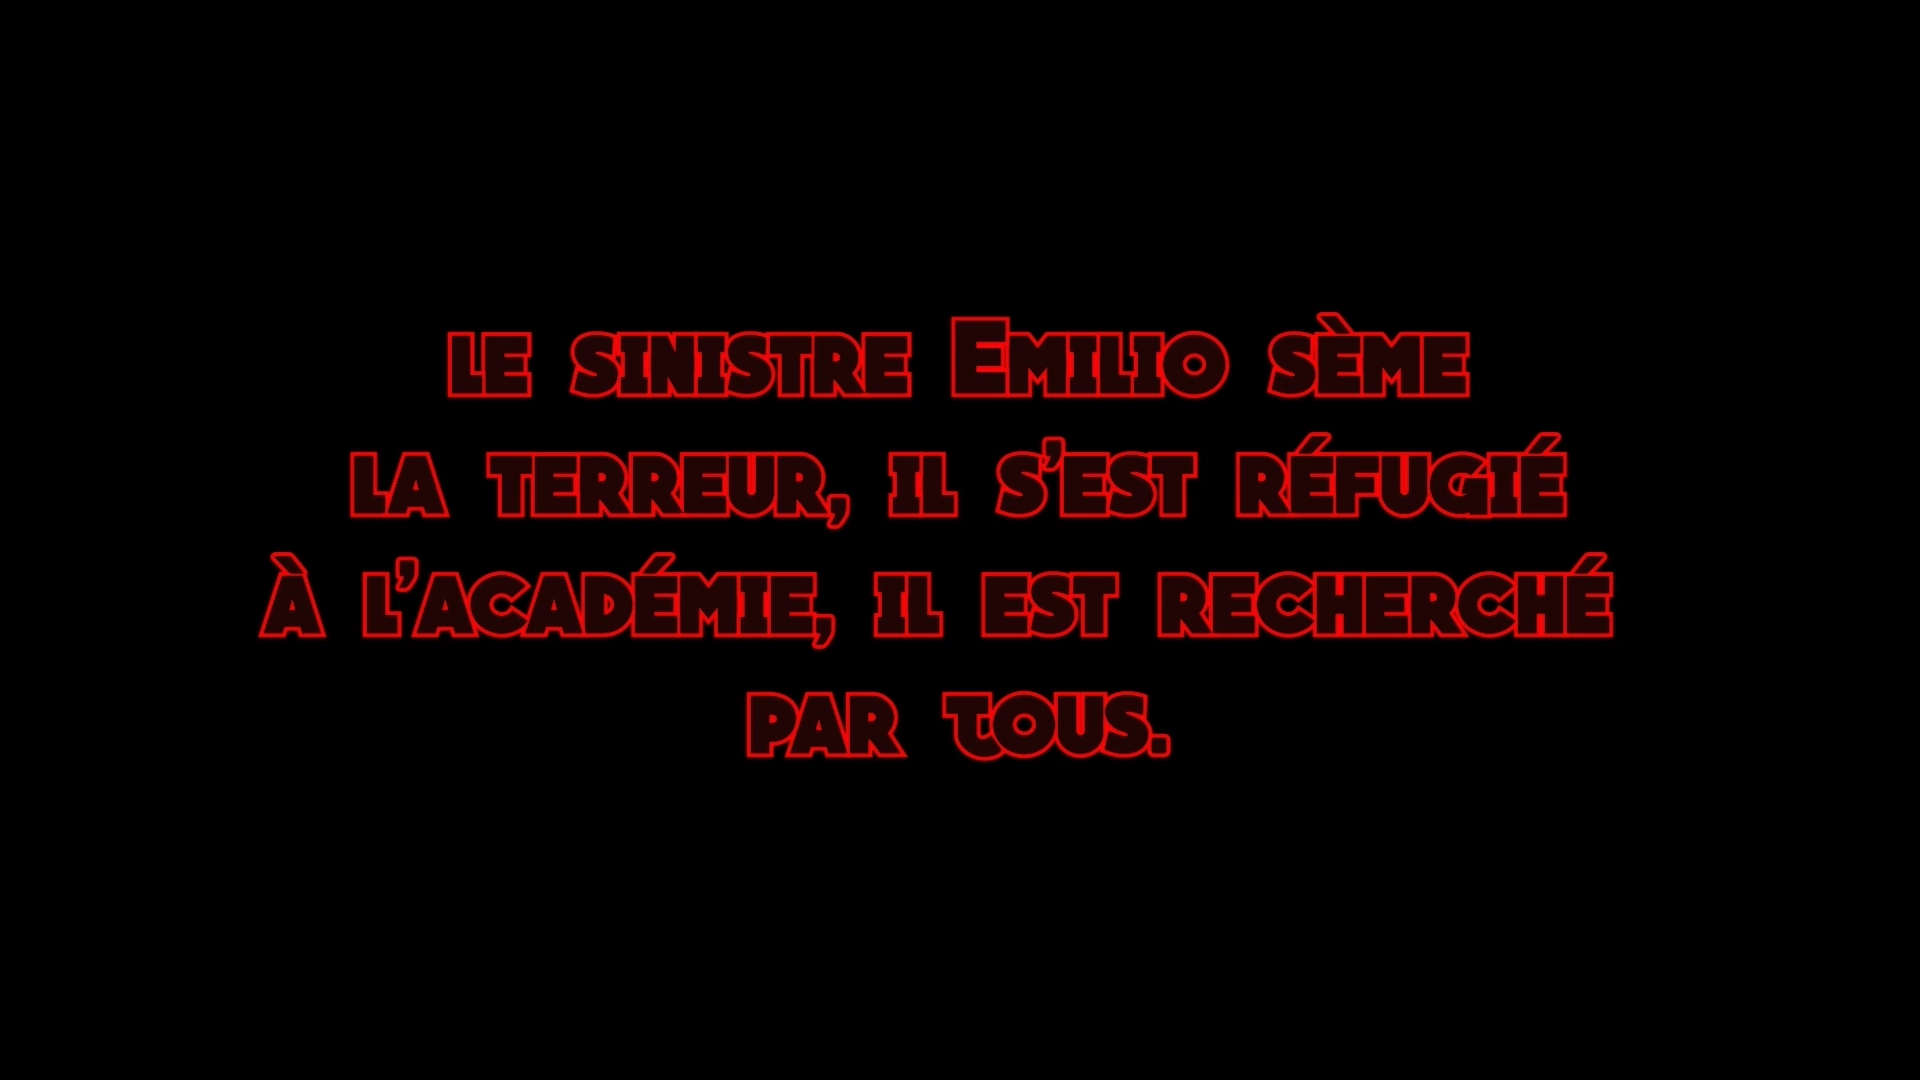 le sinistre Emilio sème
la terreur, il s’est réfugié
à l’académie, il est recherché
par tous.